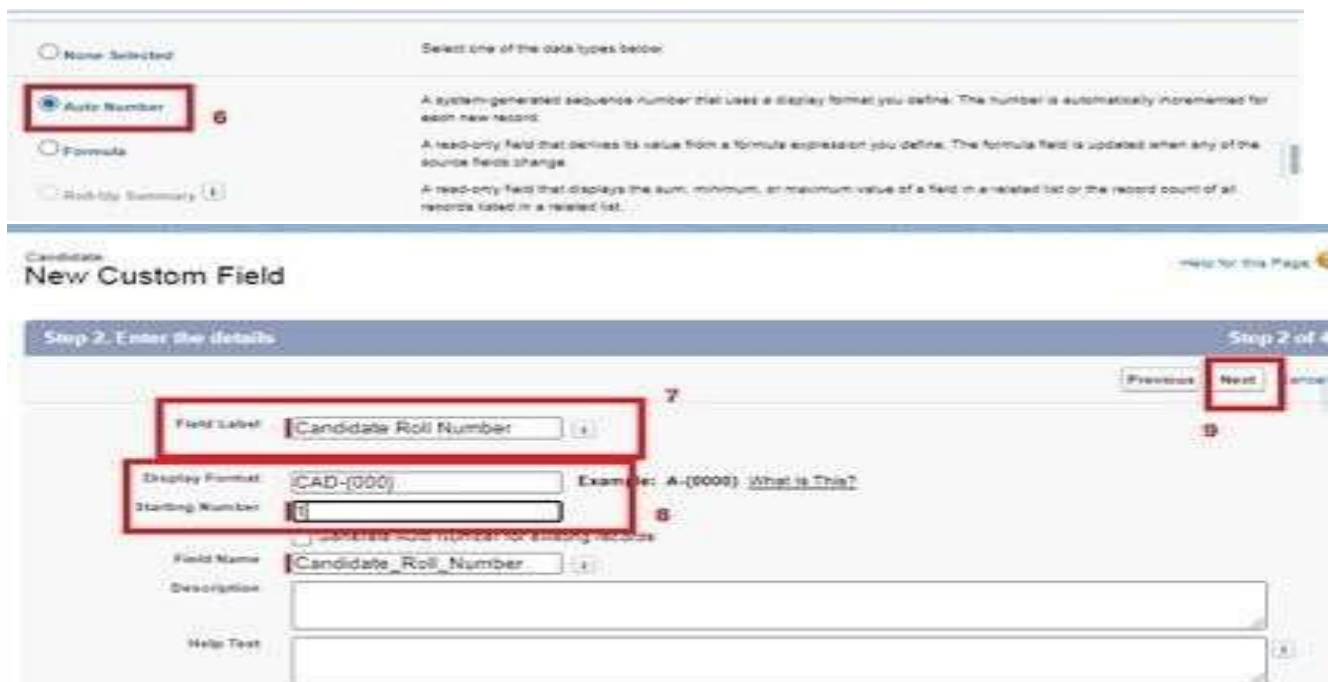 None Selected
Select one of the data types below.
Auto Number
6
A system-generated sequence number that uses a display format you define. The number is automatically incremented for
each new record.
Formula
A read-only field that derives its value from a formula expression you define. The formula field is updated when any of the
source fields change.
Roll-Up Summary
A read-only field that displays the sum, minimum, or maximum value of a field in a related list or the record count of all
records listed in a related list.
Candidate
New Custom Field
Help for this Page
Step 2. Enter the details
Step 2 of 4
Previous
Next
7
9
Field Label
Candidate Roll Number
Display Format
CAD-{000}
Example: A-{0000} What Is This?
Starting Number
1
8
Generate Auto Number for existing records
Field Name
Candidate_Roll_Number
Description
Help Text